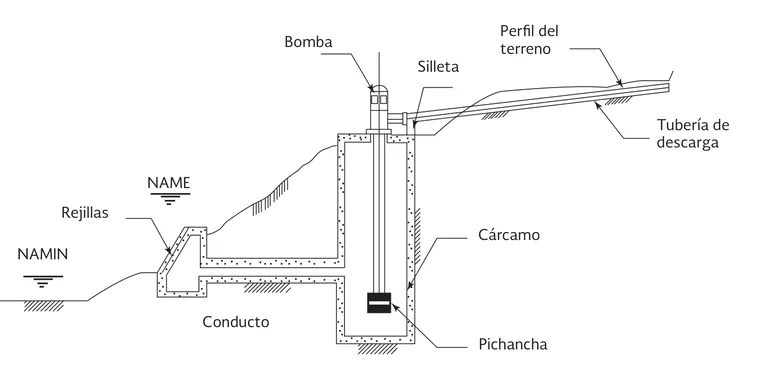 Perfil del
terreno
Bomba
Silleta
Tubería de
descarga
NAME
Rejillas
Cárcamo
NAMIN
Conducto
Pichancha